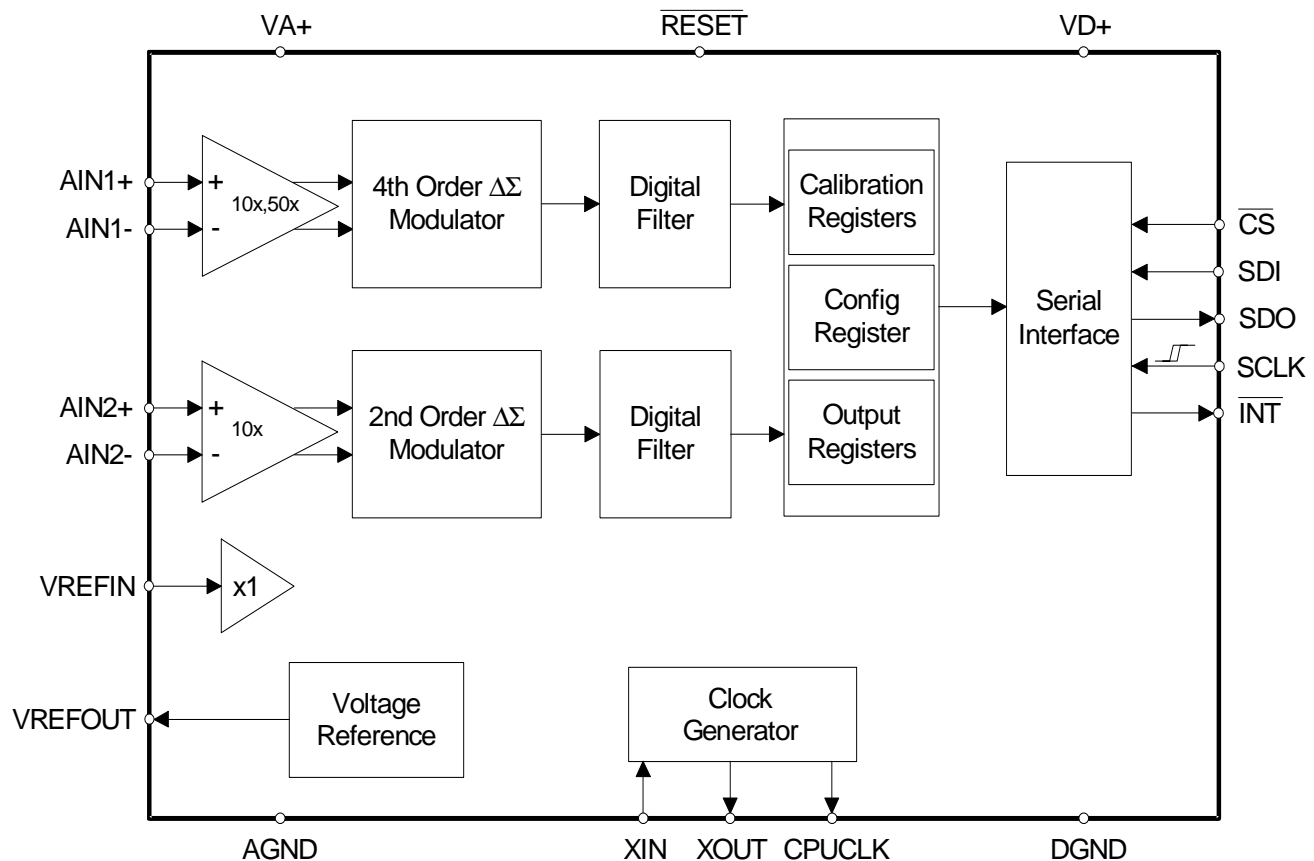 VA+
RESET
VD+
AIN1+
AIN1-
+
-
10x,50x
4th Order ΔΣ
Modulator
Digital
Filter
Calibration
Registers
Config
Register
Output
Registers
Serial
Interface
CS
SDI
SDO
SCLK
INT
AIN2+
AIN2-
+
-
10x
2nd Order ΔΣ
Modulator
Digital
Filter
VREFIN
x1
VREFOUT
Voltage
Reference
Clock
Generator
AGND
XIN
XOUT
CPUCLK
DGND